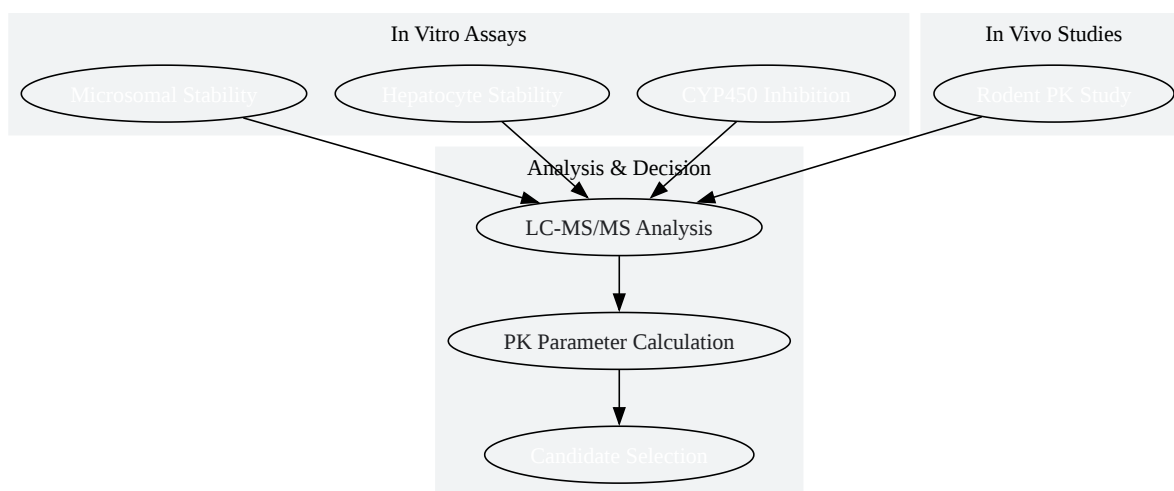 In Vitro Assays
In Vivo Studies
Microsomal Stability
Hepatocyte Stability
CYP450 Inhibition
Rodent PK Study
Analysis & Decision
LC-MS/MS Analysis
PK Parameter Calculation
Candidate Selection